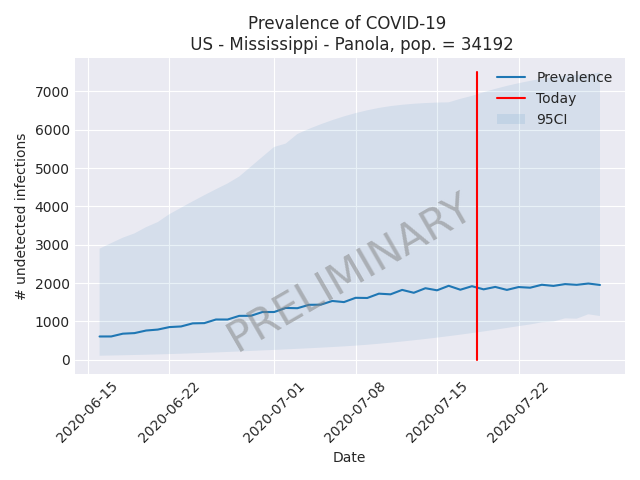 Prevalence of COVID-19
US - Mississippi - Panola, pop. = 34192
Prevalence
Today
95CI
# undetected infections
7000
6000
5000
4000
3000
2000
1000
0
PRELIMINARY
2020-06-15
2020-06-22
2020-07-01
2020-07-08
2020-07-15
2020-07-22
Date